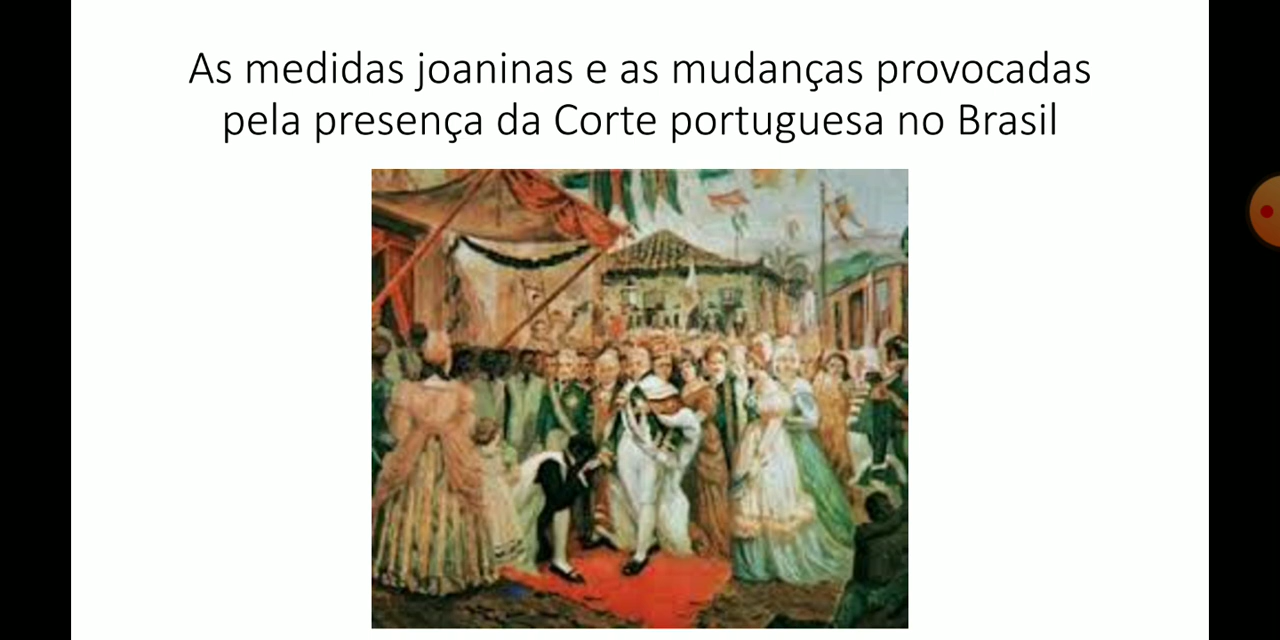 As medidas joaninas e as mudanças provocadas
pela presença da Corte portuguesa no Brasil